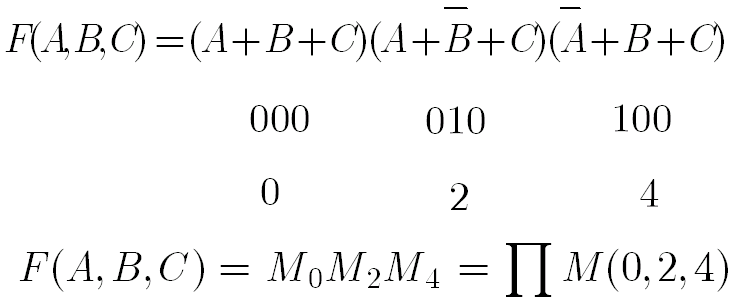 F(A,B,C)=(A+B+C)(A+B̅+C)(A̅+B+C)
000 010 100
0 2 4
F(A,B,C) = M₀M₂M₄ = ∏ M(0,2,4)